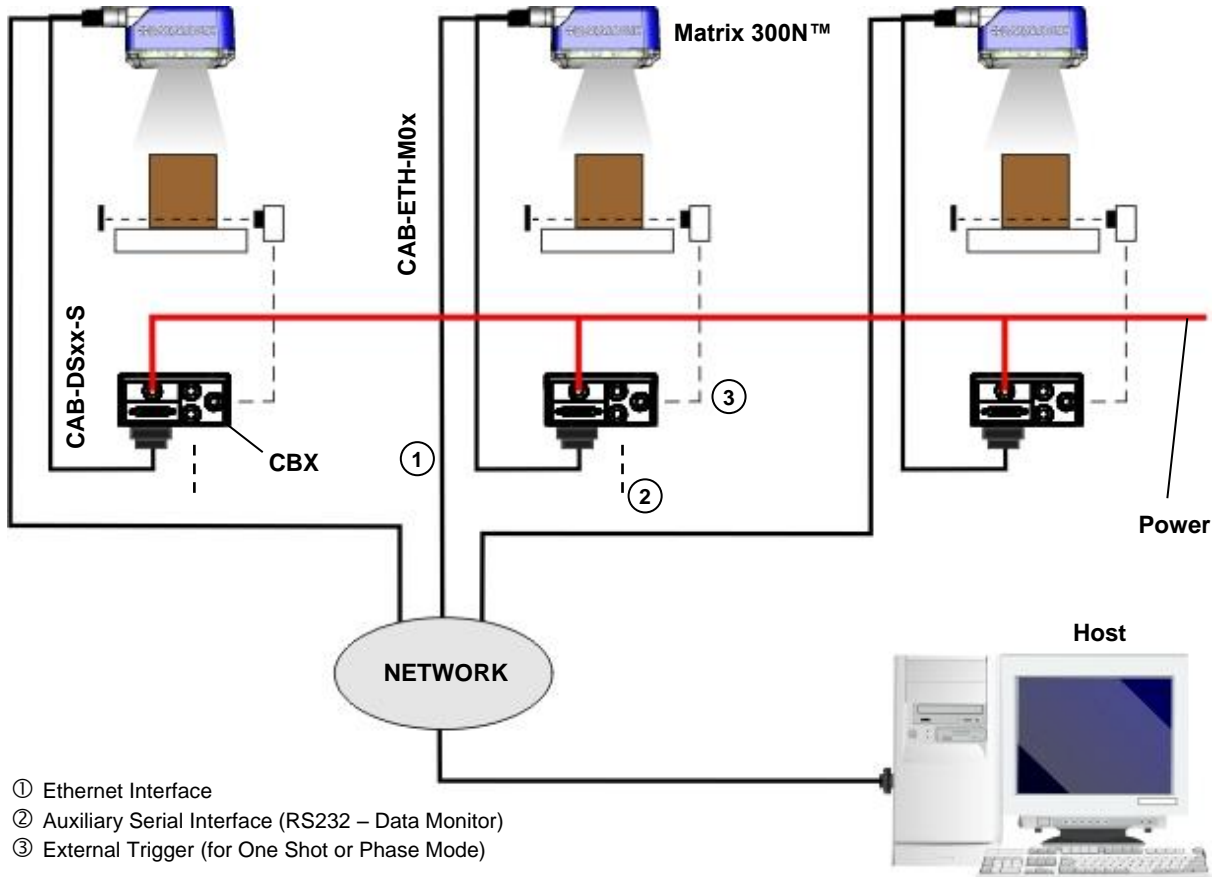 Matrix 300N™
CAB-ETH-M0x
CAB-DSxx-S
CBX
3
1
2
Power
NETWORK
Host
① Ethernet Interface
② Auxiliary Serial Interface (RS232 – Data Monitor)
③ External Trigger (for One Shot or Phase Mode)